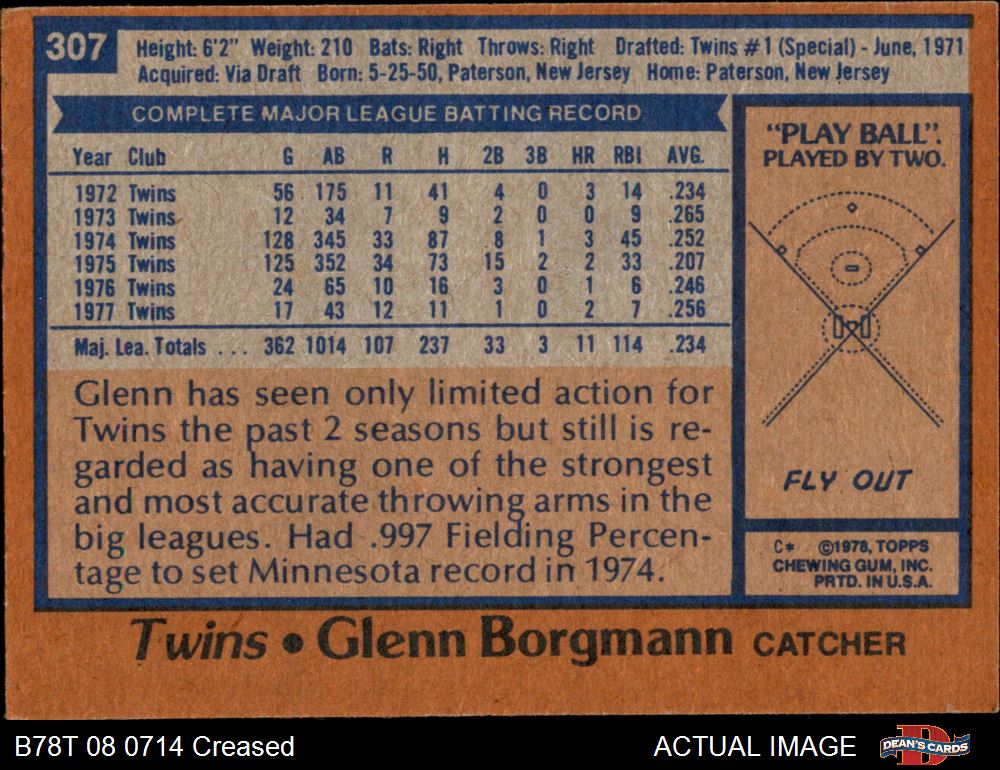 307
Height: 6'2" Weight: 210 Bats: Right Throws: Right Drafted: Twins #1 (Special) - June, 1971
Acquired: Via Draft Born: 5-25-50, Paterson, New Jersey Home: Paterson, New Jersey
COMPLETE MAJOR LEAGUE BATTING RECORD
Year Club G AB R H 2B 3B HR RBI AVG.
1972 Twins 56 175 11 41 4 0 3 14 .234
1973 Twins 12 34 7 9 2 0 0 9 .265
1974 Twins 128 345 33 87 8 1 3 45 .252
1975 Twins 125 352 34 73 15 2 2 33 .207
1976 Twins 24 65 10 16 3 0 1 6 .246
1977 Twins 17 43 12 11 1 0 2 7 .256
Maj. Lea. Totals ... 362 1014 107 237 33 3 11 114 .234
Glenn has seen only limited action for
Twins the past 2 seasons but still is re-
garded as having one of the strongest
and most accurate throwing arms in the
big leagues. Had .997 Fielding Percen-
tage to set Minnesota record in 1974.
"PLAY BALL".
PLAYED BY TWO.
FLY OUT
C* ©1978, TOPPS
CHEWING GUM, INC.
PRTD. IN U.S.A.
Twins • Glenn Borgmann CATCHER
B78T 08 0714 Creased
ACTUAL IMAGE
D
DEAN'S CARDS